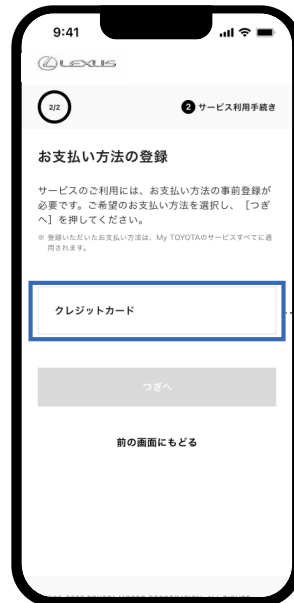 9:41
LEXUS
2/2
2 サービス利用手続き
お支払い方法の登録
サービスのご利用には、お支払い方法の事前登録が
必要です。ご希望のお支払い方法を選択し、［つぎ
へ］を押してください。
※ 登録いただいたお支払い方法は、My TOYOTAのサービスすべてに適
用されます。
クレジットカード
つぎへ
前の画面にもどる